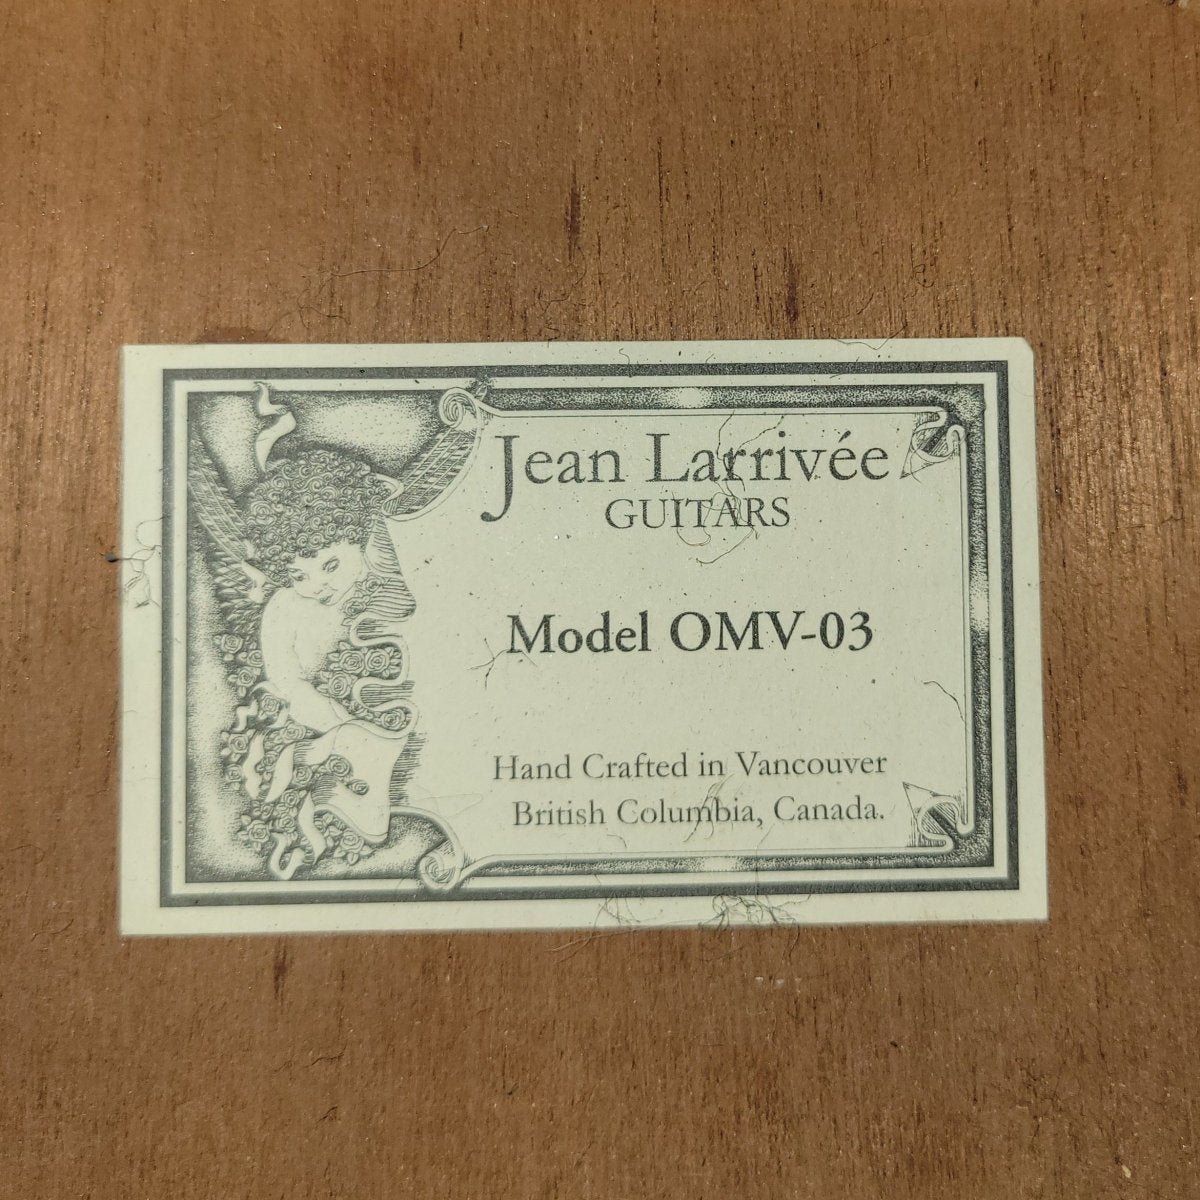 Jean Larrivée
GUITARS
Model OMV-03
Hand Crafted in Vancouver
British Columbia, Canada.